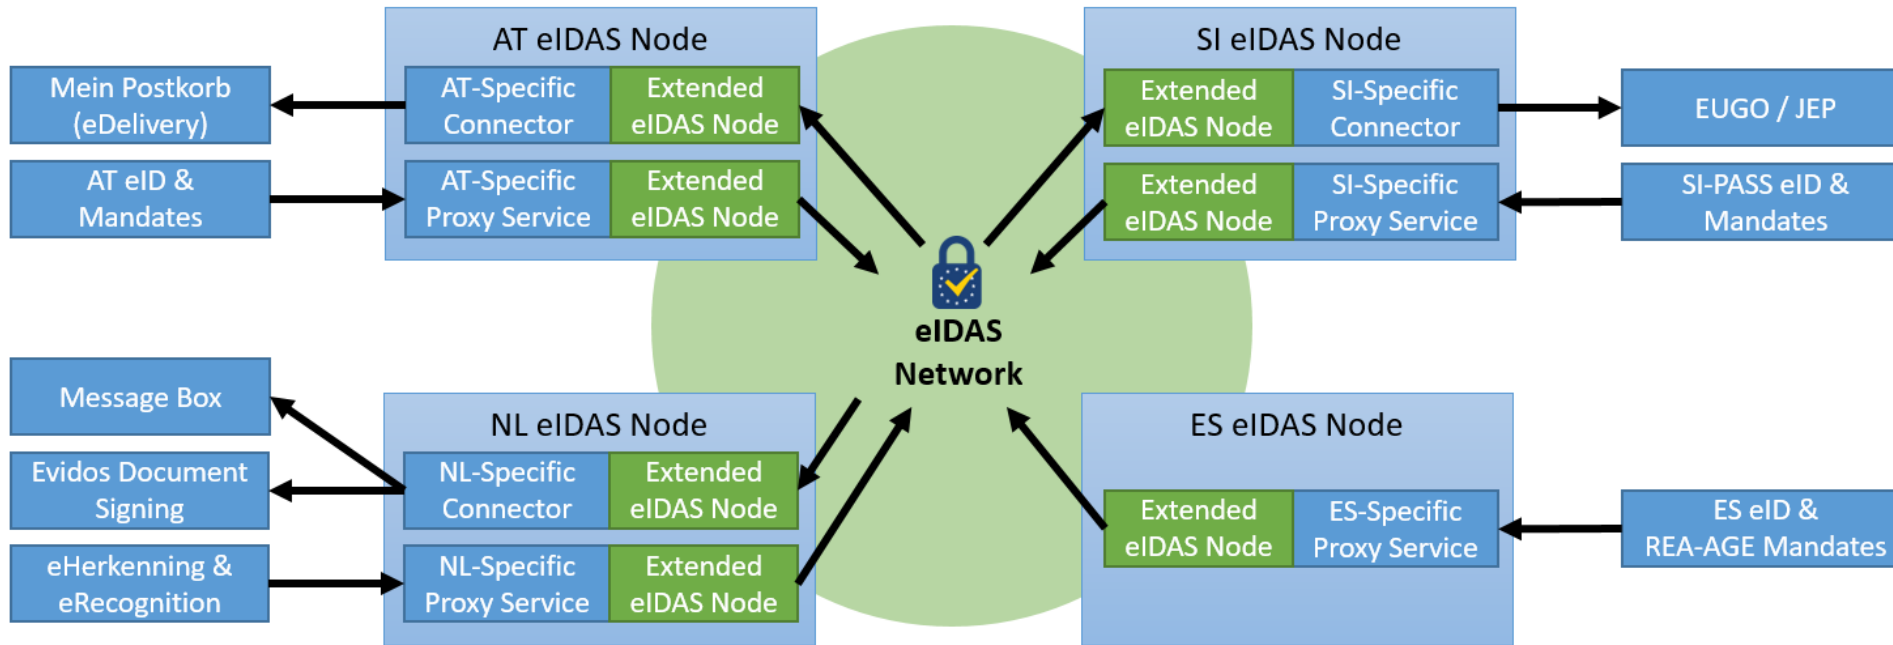 AT eIDAS Node
Mein Postkorb
(eDelivery)
AT-Specific
Connector
Extended
eIDAS Node
AT eID &
Mandates
AT-Specific
Proxy Service
Extended
eIDAS Node
SI eIDAS Node
Extended
eIDAS Node
SI-Specific
Connector
EUGO / JEP
Extended
eIDAS Node
SI-Specific
Proxy Service
SI-PASS eID &
Mandates
eIDAS
Network
NL eIDAS Node
Message Box
Evidos Document
Signing
NL-Specific
Connector
Extended
eIDAS Node
eHerkenning &
eRecognition
NL-Specific
Proxy Service
Extended
eIDAS Node
ES eIDAS Node
Extended
eIDAS Node
ES-Specific
Proxy Service
ES eID &
REA-AGE Mandates